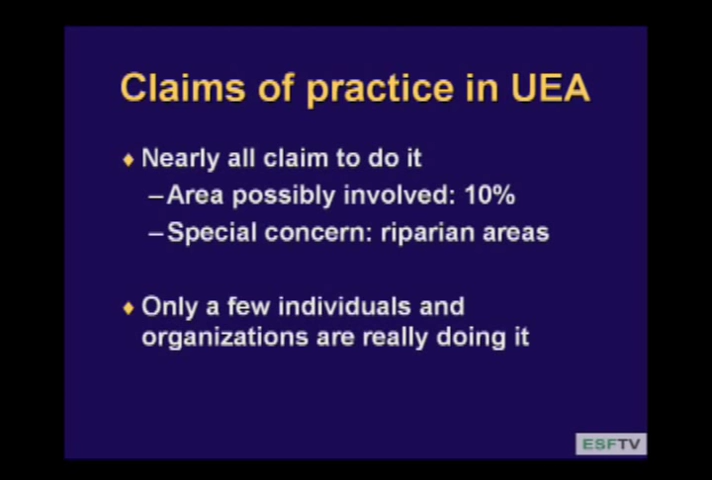 Claims of practice in UEA
♦ Nearly all claim to do it
–Area possibly involved: 10%
–Special concern: riparian areas
♦ Only a few individuals and
organizations are really doing it
ESFTV